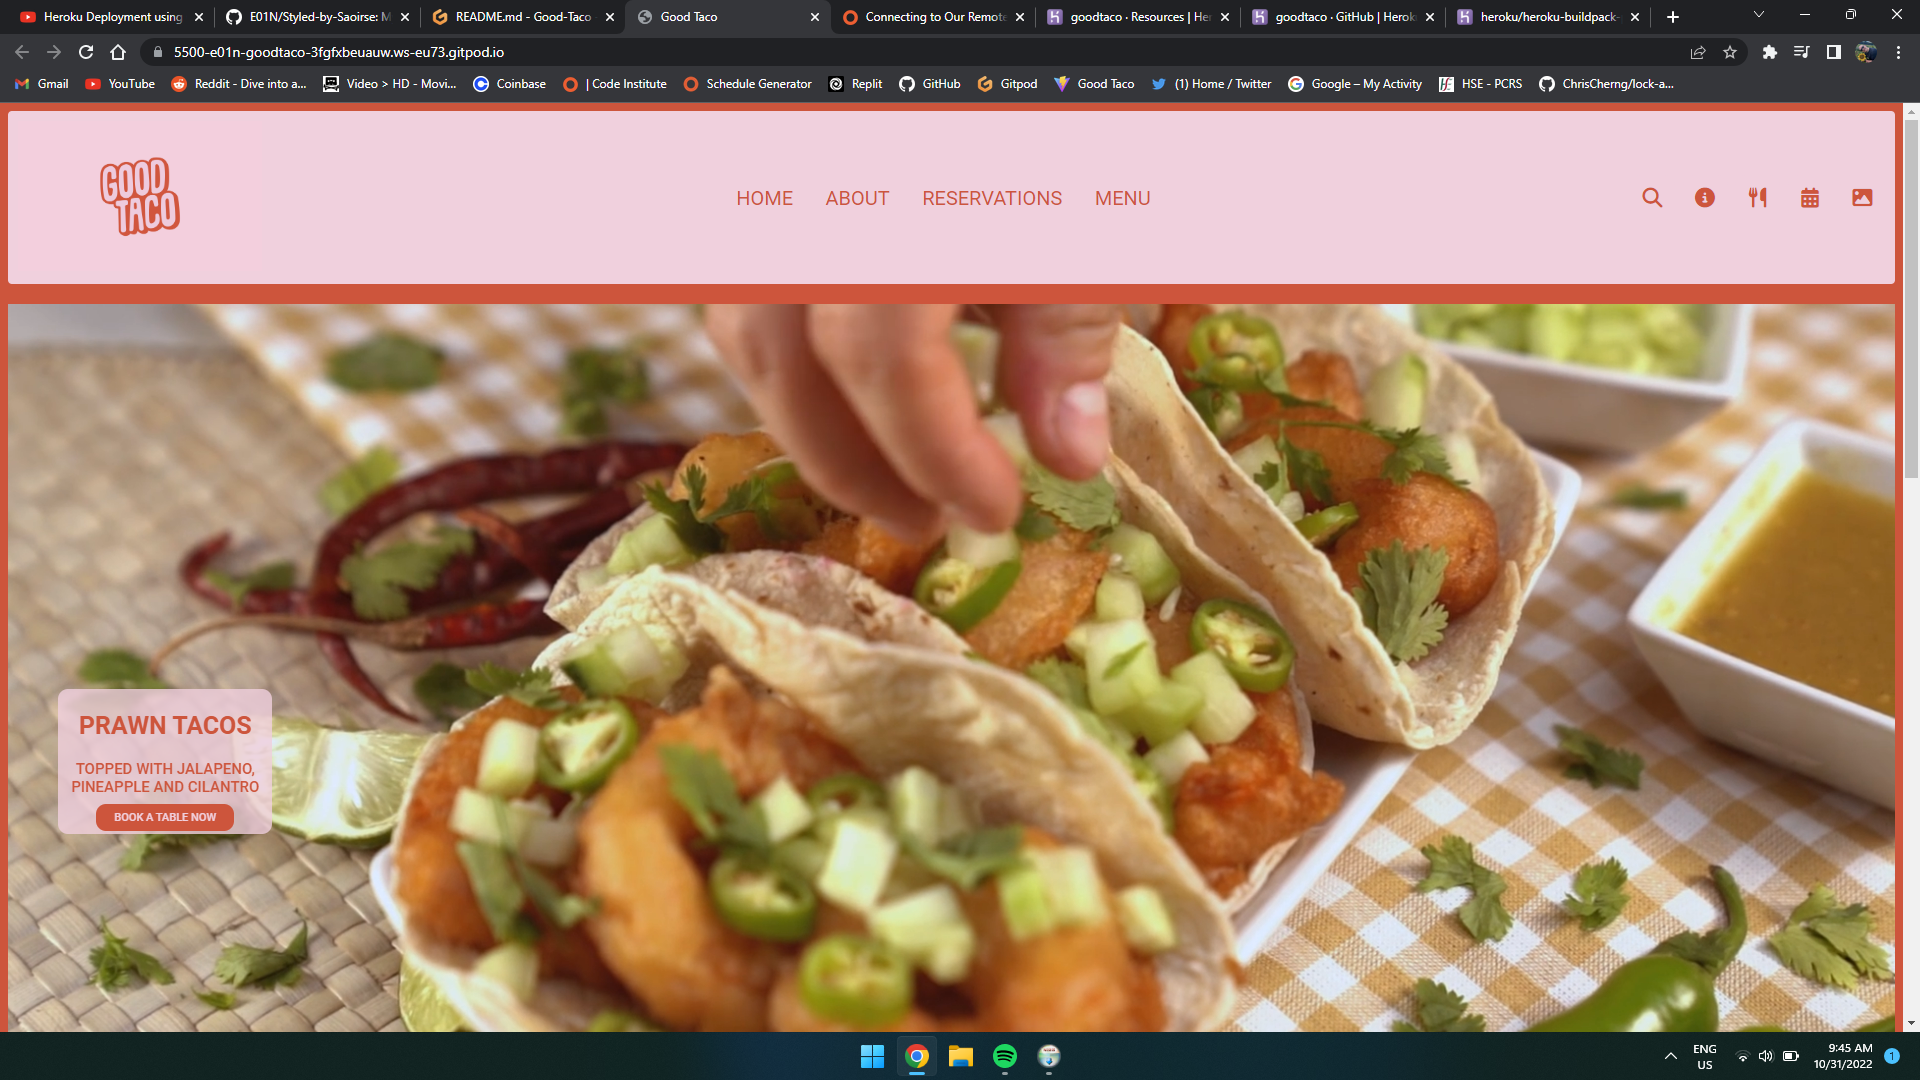 Heroku Deployment using
E01N/Styled-by-Saoirse: M
README.md - Good-Taco
Good Taco
Connecting to Our Remote
goodtaco · Resources | Her
goodtaco · GitHub | Herok
heroku/heroku-buildpack-
5500-e01n-goodtaco-3fgfxbeuauw.ws-eu73.gitpod.io
Gmail
YouTube
Reddit - Dive into a...
Video > HD - Movi...
Coinbase
| Code Institute
Schedule Generator
Replit
GitHub
Gitpod
Good Taco
(1) Home / Twitter
Google – My Activity
HSE - PCRS
ChrisCherng/lock-a...
GOOD
TACO
HOME
ABOUT
RESERVATIONS
MENU
PRAWN TACOS
TOPPED WITH JALAPENO,
PINEAPPLE AND CILANTRO
BOOK A TABLE NOW
ENG
US
9:45 AM
10/31/2022
1